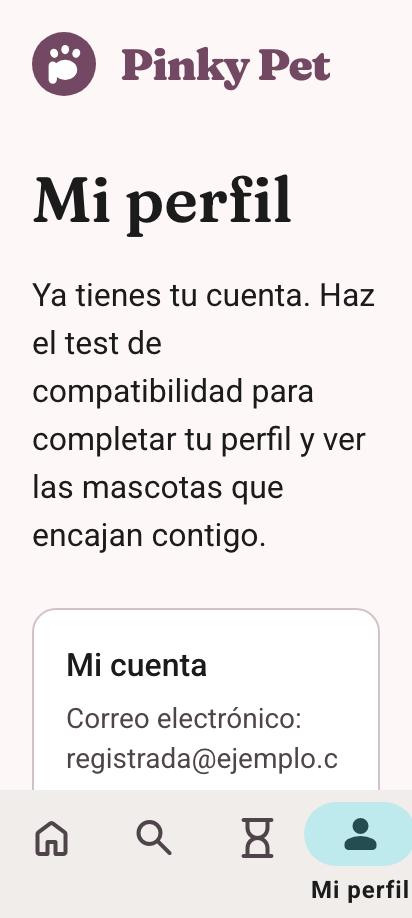 Pinky Pet
Mi perfil
Ya tienes tu cuenta. Haz
el test de
compatibilidad para
completar tu perfil y ver
las mascotas que
encajan contigo.
Mi cuenta
Correo electrónico:
registrada@ejemplo.c
Mi perfil